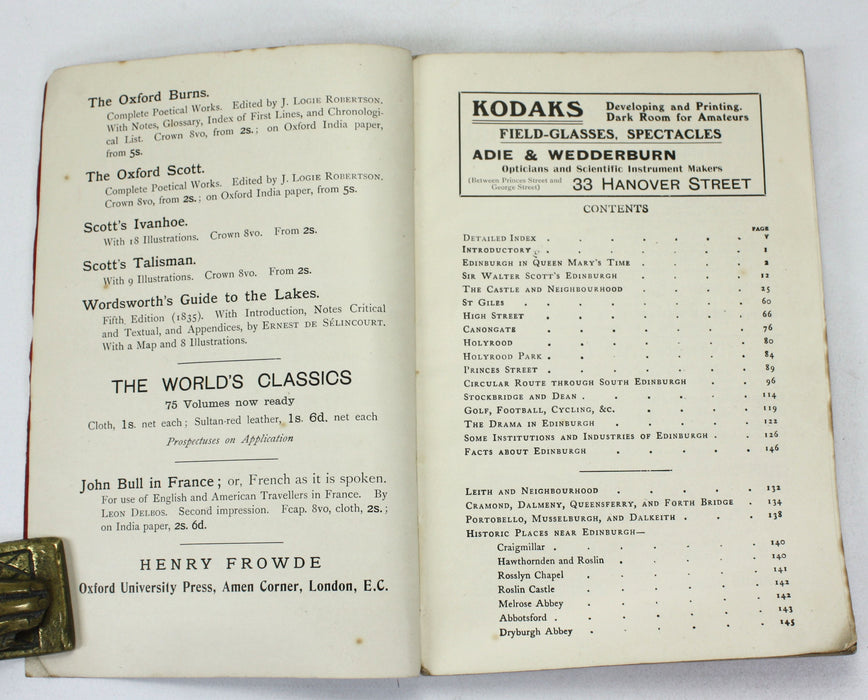 The Oxford Burns.
Complete Poetical Works. Edited by J. Logie Robertson.
With Notes, Glossary, Index of First Lines, and Chronologi-
cal List. Crown 8vo, from 2s.; on Oxford India paper,
from 5s.
The Oxford Scott.
Complete Poetical Works. Edited by J. Logie Robertson.
Crown 8vo, from 2s.; on Oxford India paper, from 5s.
Scott's Ivanhoe.
With 18 Illustrations. Crown 8vo. From 2s.
Scott's Talisman.
With 9 Illustrations. Crown 8vo. From 2s.
Wordsworth's Guide to the Lakes.
Fifth Edition (1835). With Introduction, Notes Critical
and Textual, and Appendices, by Ernest de Sélincourt.
With a Map and 8 Illustrations.
THE WORLD'S CLASSICS
75 Volumes now ready
Cloth, 1s. net each; Sultan-red leather, 1s. 6d. net each
Prospectuses on Application
John Bull in France; or, French as it is spoken.
For use of English and American Travellers in France. By
Leon Delbos. Second impression. Fcap. 8vo, cloth, 2s.;
on India paper, 2s. 6d.
HENRY FROWDE
Oxford University Press, Amen Corner, London, E.C.
KODAKS Developing and Printing.
Dark Room for Amateurs
FIELD-GLASSES, SPECTACLES
ADIE & WEDDERBURN
Opticians and Scientific Instrument Makers
(Between Princes Street and
George Street) 33 HANOVER STREET
CONTENTS
PAGE
Detailed Index . . . . . . . v
Introductory . . . . . . . 1
Edinburgh in Queen Mary's Time . . . . 2
Sir Walter Scott's Edinburgh . . . . 12
The Castle and Neighbourhood . . . . 25
St Giles . . . . . . . 60
High Street . . . . . . . 66
Canongate . . . . . . . 76
Holyrood . . . . . . . 80
Holyrood Park . . . . . . . 84
Princes Street . . . . . . . 89
Circular Route through South Edinburgh . . 96
Stockbridge and Dean . . . . . . 114
Golf, Football, Cycling, &c. . . . . . 119
The Drama in Edinburgh . . . . . 122
Some Institutions and Industries of Edinburgh . . 126
Facts about Edinburgh . . . . . 146
Leith and Neighbourhood . . . . . 132
Cramond, Dalmeny, Queensferry, and Forth Bridge . 134
Portobello, Musselburgh, and Dalkeith . . . 138
Historic Places near Edinburgh—
Craigmillar . . . . . . . 140
Hawthornden and Roslin . . . . . 140
Rosslyn Chapel . . . . . . 141
Roslin Castle . . . . . . 142
Melrose Abbey . . . . . . 142
Abbotsford . . . . . . . 143
Dryburgh Abbey . . . . . . 145